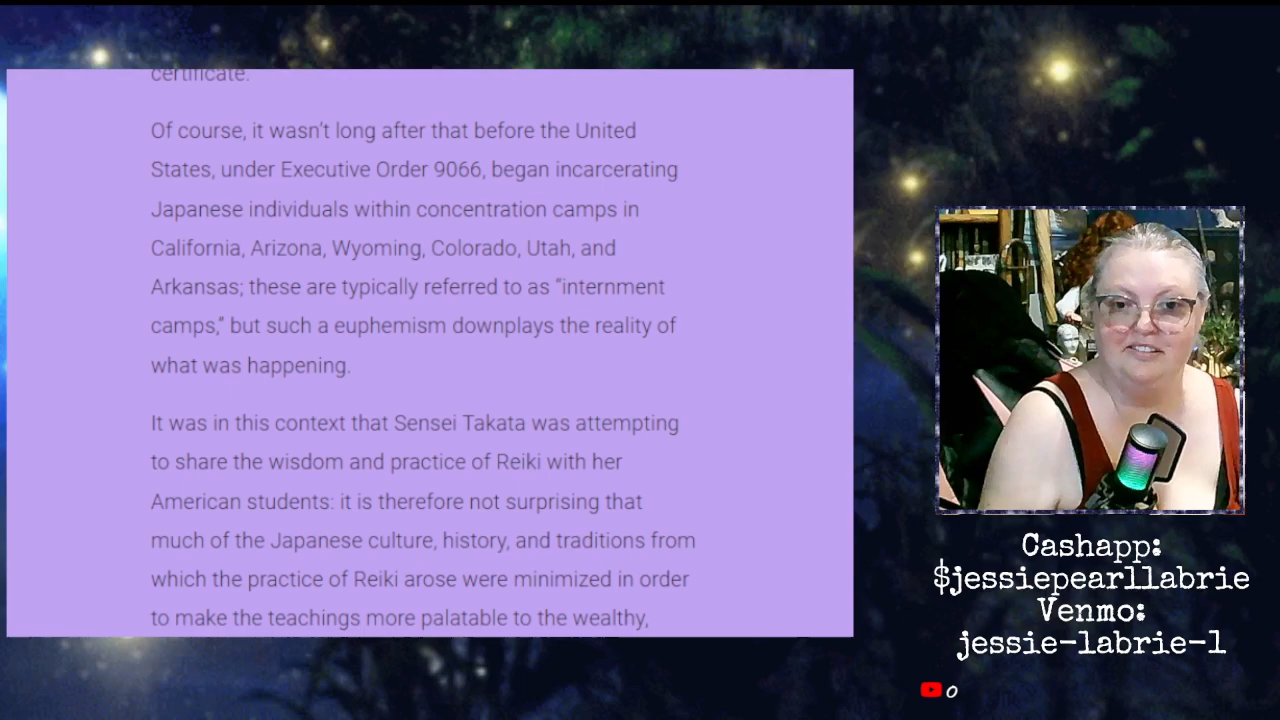 certificate.
Of course, it wasn't long after that before the United
States, under Executive Order 9066, began incarcerating
Japanese individuals within concentration camps in
California, Arizona, Wyoming, Colorado, Utah, and
Arkansas; these are typically referred to as "internment
camps," but such a euphemism downplays the reality of
what was happening.
It was in this context that Sensei Takata was attempting
to share the wisdom and practice of Reiki with her
American students: it is therefore not surprising that
much of the Japanese culture, history, and traditions from
which the practice of Reiki arose were minimized in order
to make the teachings more palatable to the wealthy,
Cashapp:
$jessiepearllabrie
Venmo:
jessie-labrie-1
0